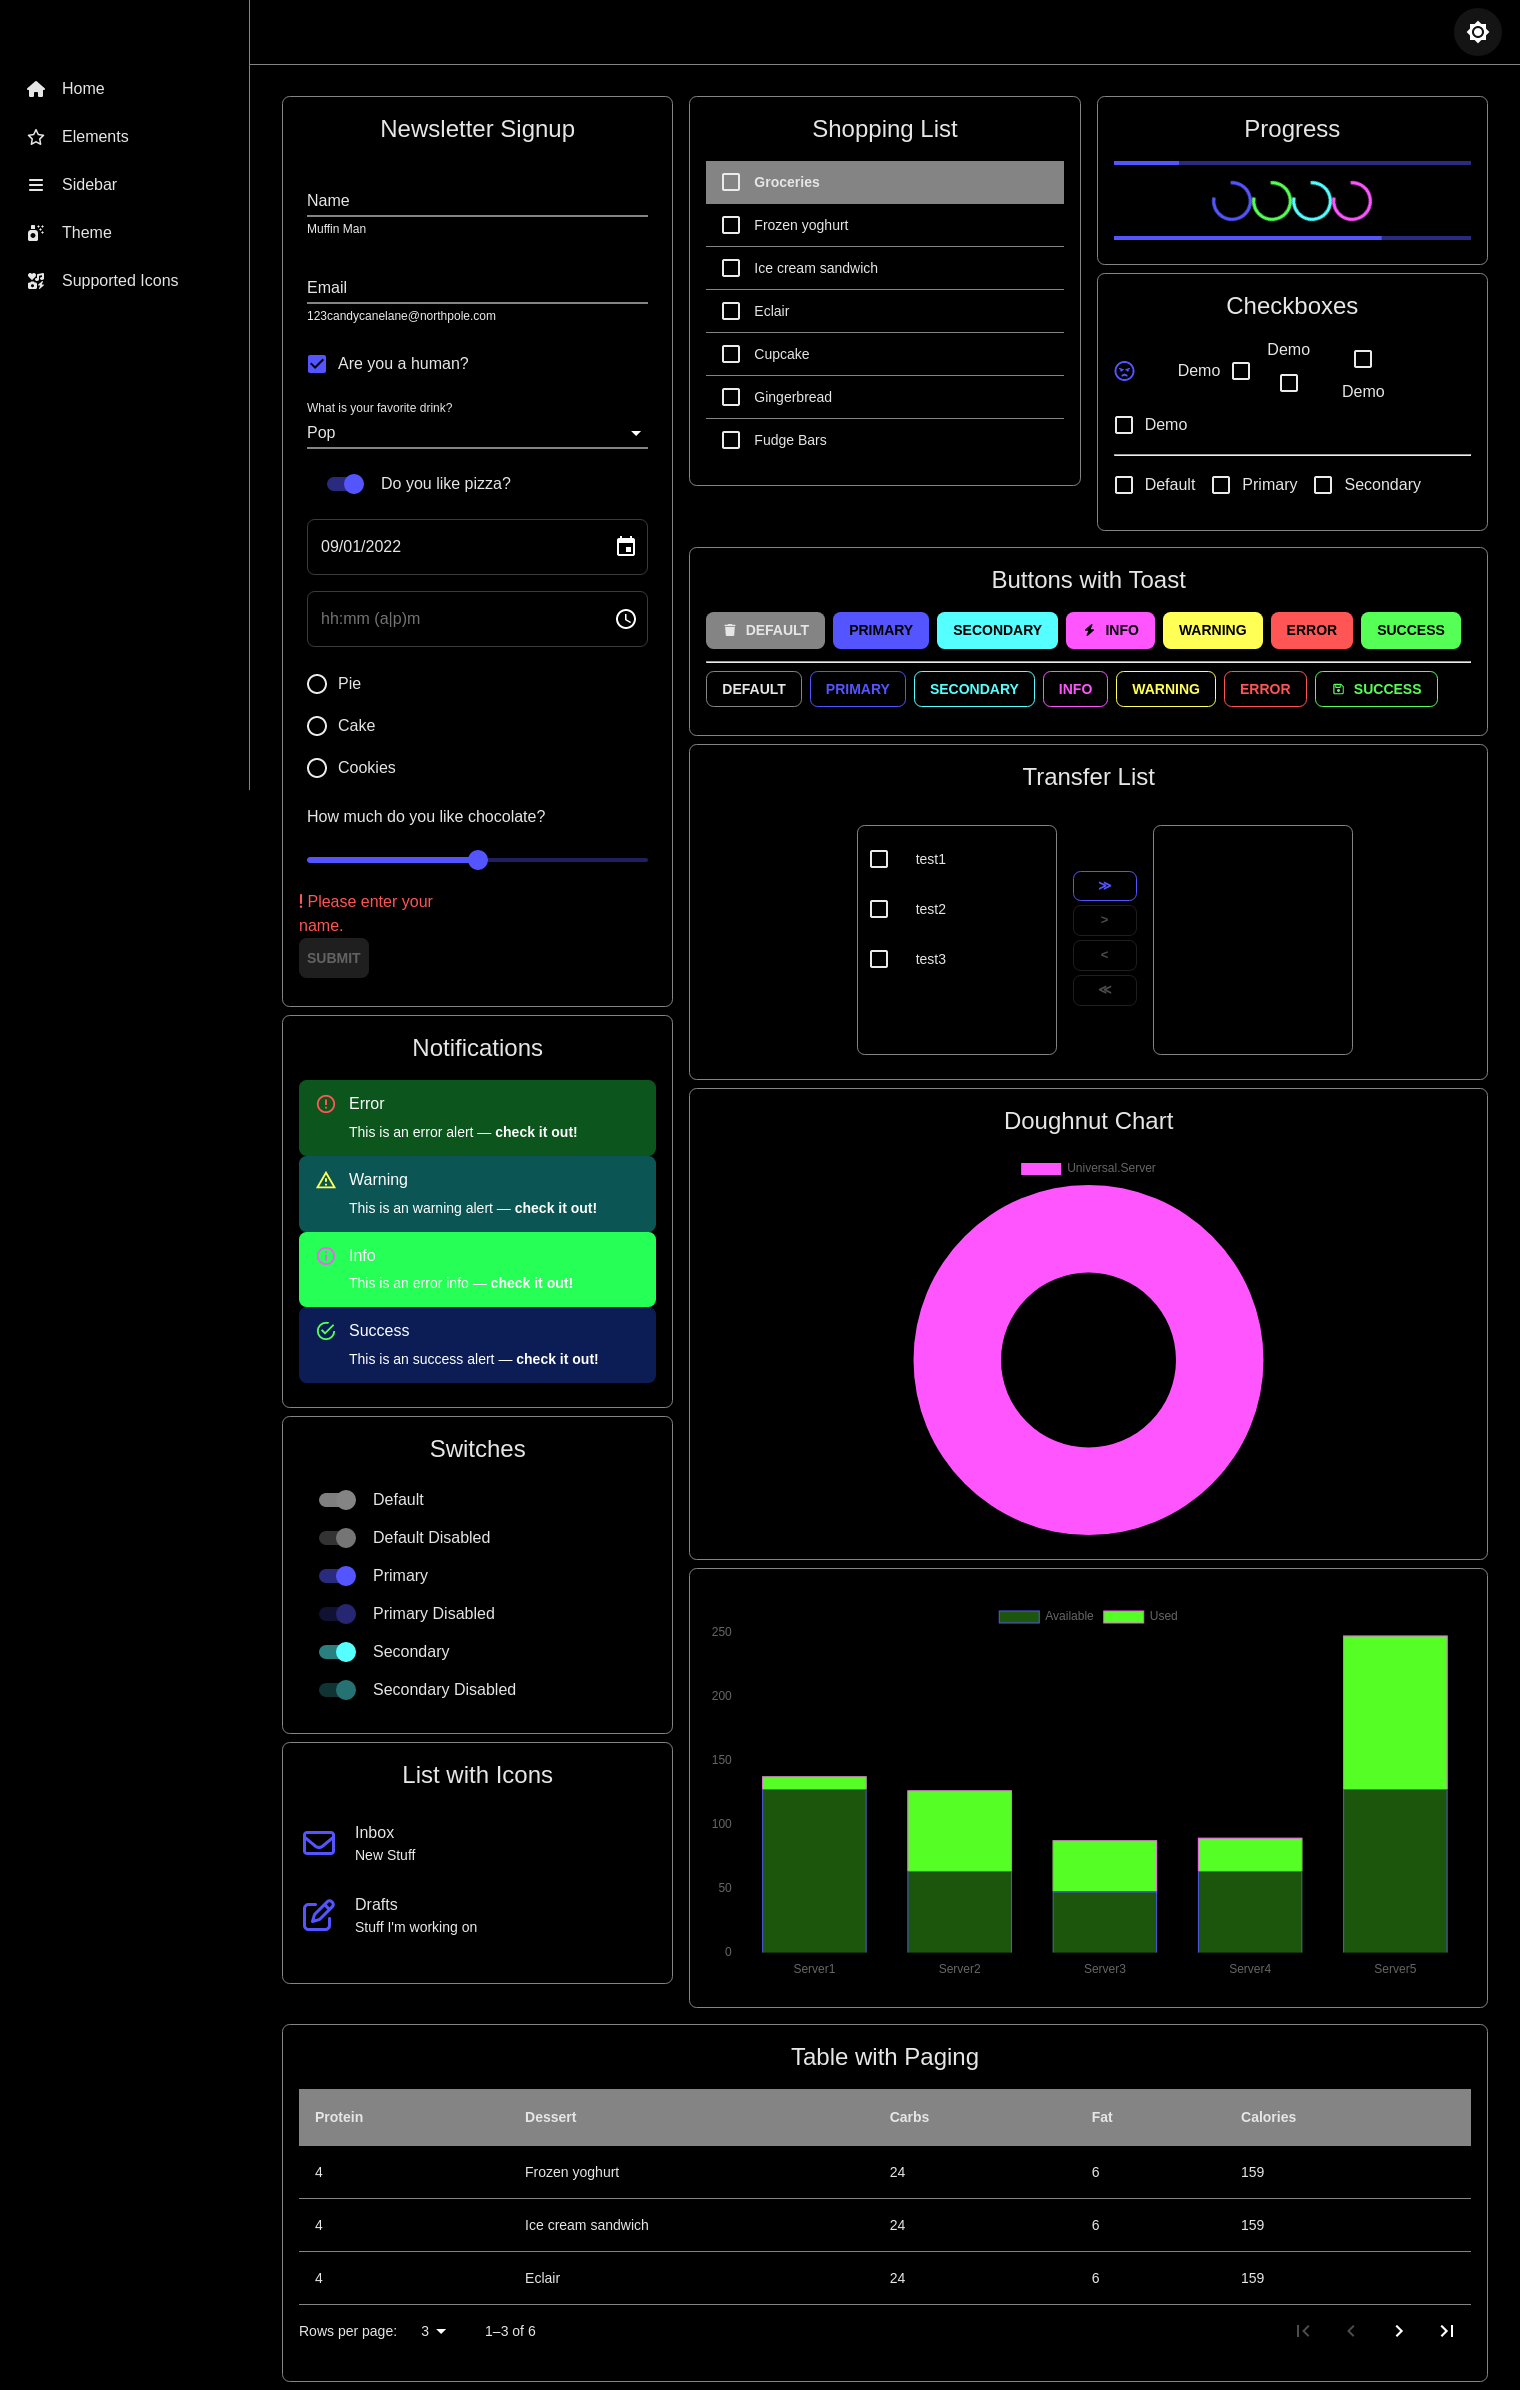 Home
Elements
Sidebar
Theme
Supported Icons
Newsletter Signup
Name
Muffin Man
Email
123candycanelane@northpole.com
Are you a human?
What is your favorite drink?
Pop
Do you like pizza?
09/01/2022
hh:mm (a|p)m
Pie
Cake
Cookies
How much do you like chocolate?
! Please enter your
name.
SUBMIT
Notifications
Error
This is an error alert — check it out!
Warning
This is an warning alert — check it out!
Info
This is an error info — check it out!
Success
This is an success alert — check it out!
Switches
Default
Default Disabled
Primary
Primary Disabled
Secondary
Secondary Disabled
List with Icons
Inbox
New Stuff
Drafts
Stuff I'm working on
Shopping List
Groceries
Frozen yoghurt
Ice cream sandwich
Eclair
Cupcake
Gingerbread
Fudge Bars
Progress
Checkboxes
Demo
Demo
Demo
Demo
Default Primary Secondary
Buttons with Toast
DEFAULT PRIMARY SECONDARY INFO WARNING ERROR SUCCESS
DEFAULT PRIMARY SECONDARY INFO WARNING ERROR SUCCESS
Transfer List
test1
test2
test3
≫
>
<
≪
Doughnut Chart
Universal.Server
Available Used
250
200
150
100
50
0
Server1 Server2 Server3 Server4 Server5
Table with Paging
Protein Dessert Carbs Fat Calories
4 Frozen yoghurt 24 6 159
4 Ice cream sandwich 24 6 159
4 Eclair 24 6 159
Rows per page: 3 1–3 of 6